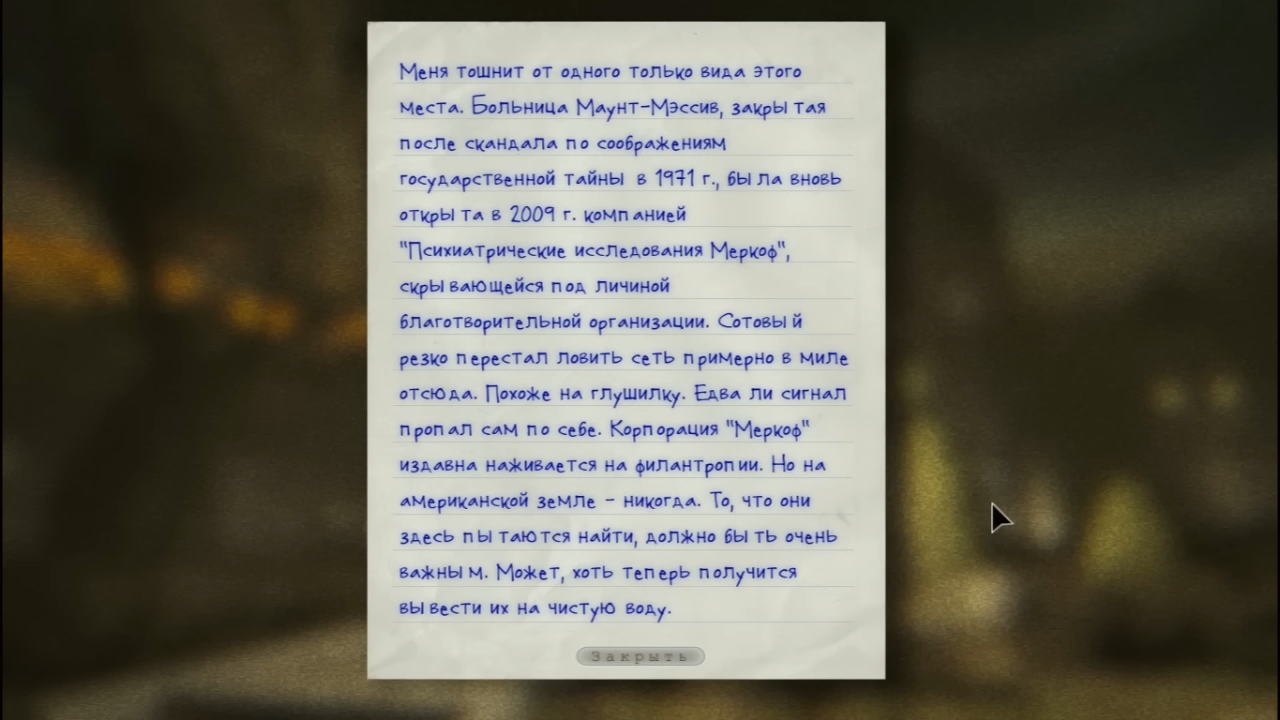 Меня тошнит от одного только вида этого
места. Больница Маунт-Мэссив, закрытая
после скандала по соображениям
государственной тайны в 1971 г., была вновь
открыта в 2009 г. компанией
"Психиатрические исследования Меркоф",
скрывающейся под личиной
благотворительной организации. Сотовый
резко перестал ловить сеть примерно в миле
отсюда. Похоже на глушилку. Едва ли сигнал
пропал сам по себе. Корпорация "Меркоф"
издавна наживается на филантропии. Но на
американской земле - никогда. То, что они
здесь пытаются найти, должно быть очень
важным. Может, хоть теперь получится
вывести их на чистую воду.
Закрыть